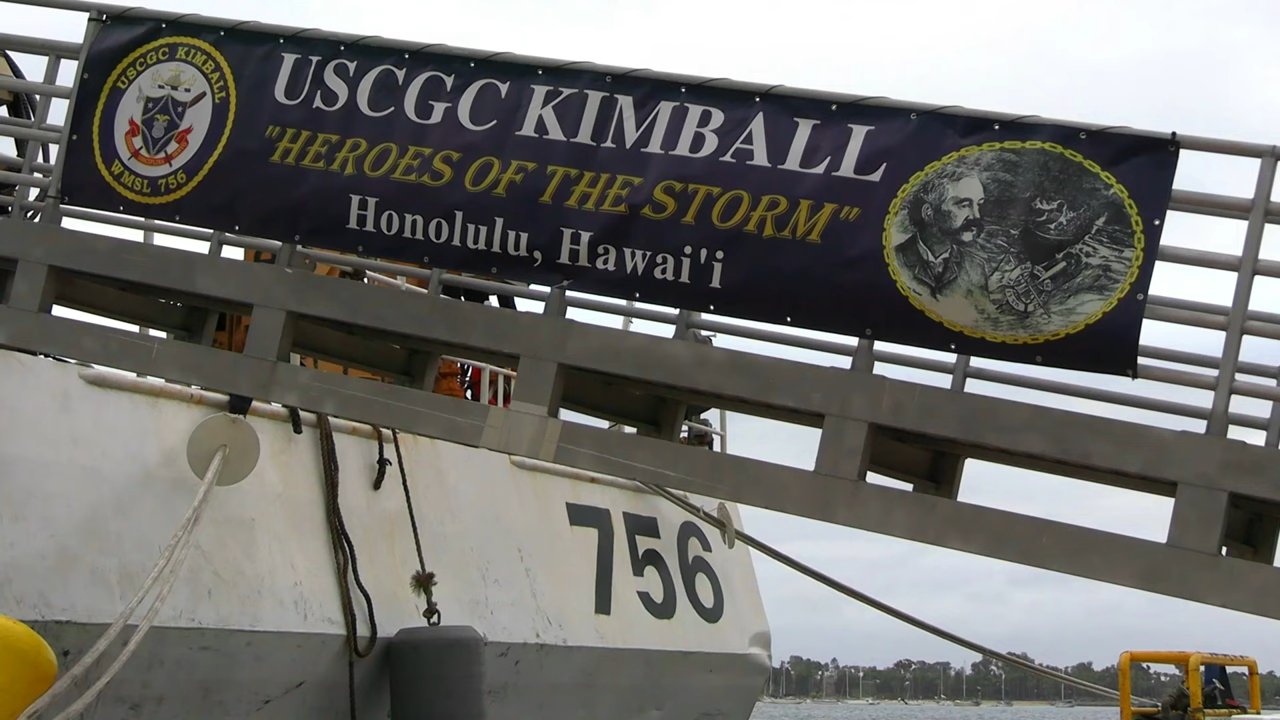 USCGC KIMBALL
WMSL 756
USCGC KIMBALL
"HEROES OF THE STORM"
Honolulu, Hawai'i
756